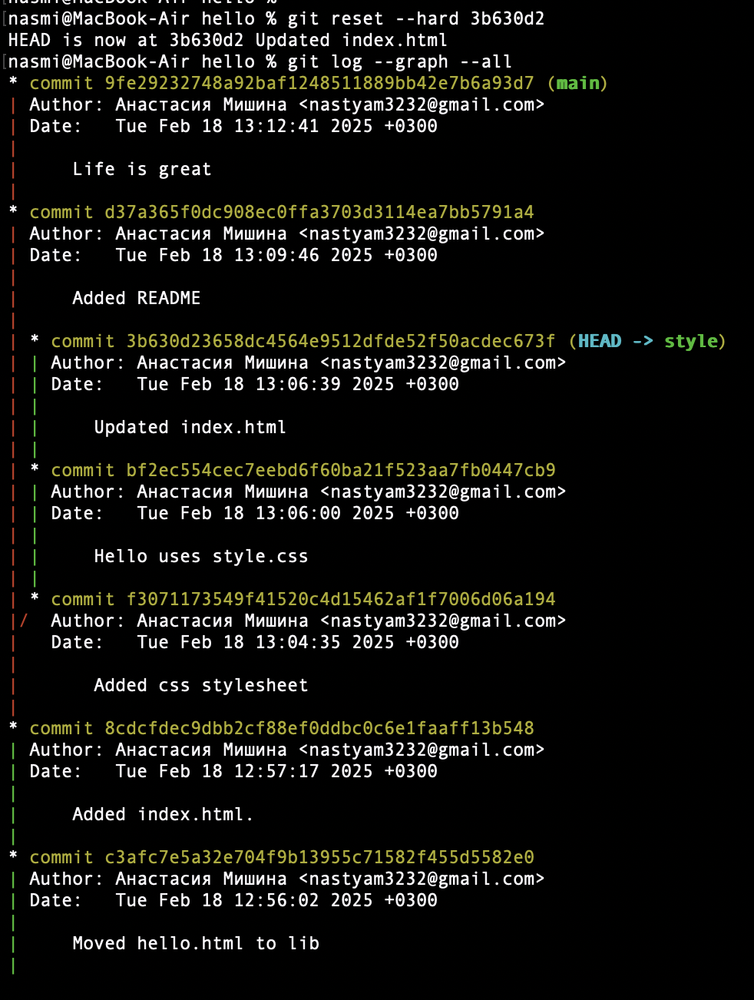 nasmi@MacBook-Air hello %
[nasmi@MacBook-Air hello % git reset --hard 3b630d2
HEAD is now at 3b630d2 Updated index.html
[nasmi@MacBook-Air hello % git log --graph --all
* commit 9fe29232748a92baf1248511889bb42e7b6a93d7 (main)
| Author: Анастасия Мишина <nastyam3232@gmail.com>
| Date:   Tue Feb 18 13:12:41 2025 +0300
|
|     Life is great
|
* commit d37a365f0dc908ec0ffa3703d3114ea7bb5791a4
| Author: Анастасия Мишина <nastyam3232@gmail.com>
| Date:   Tue Feb 18 13:09:46 2025 +0300
|
|     Added README
|
| * commit 3b630d23658dc4564e9512dfde52f50acdec673f (HEAD -> style)
| | Author: Анастасия Мишина <nastyam3232@gmail.com>
| | Date:   Tue Feb 18 13:06:39 2025 +0300
| |
| |     Updated index.html
| |
| * commit bf2ec554cec7eebd6f60ba21f523aa7fb0447cb9
| | Author: Анастасия Мишина <nastyam3232@gmail.com>
| | Date:   Tue Feb 18 13:06:00 2025 +0300
| |
| |     Hello uses style.css
| |
| * commit f3071173549f41520c4d15462af1f7006d06a194
|/  Author: Анастасия Мишина <nastyam3232@gmail.com>
|   Date:   Tue Feb 18 13:04:35 2025 +0300
|
|       Added css stylesheet
|
* commit 8cdcfdec9dbb2cf88ef0ddbc0c6e1faaff13b548
| Author: Анастасия Мишина <nastyam3232@gmail.com>
| Date:   Tue Feb 18 12:57:17 2025 +0300
|
|     Added index.html.
|
* commit c3afc7e5a32e704f9b13955c71582f455d5582e0
| Author: Анастасия Мишина <nastyam3232@gmail.com>
| Date:   Tue Feb 18 12:56:02 2025 +0300
|
|     Moved hello.html to lib
|